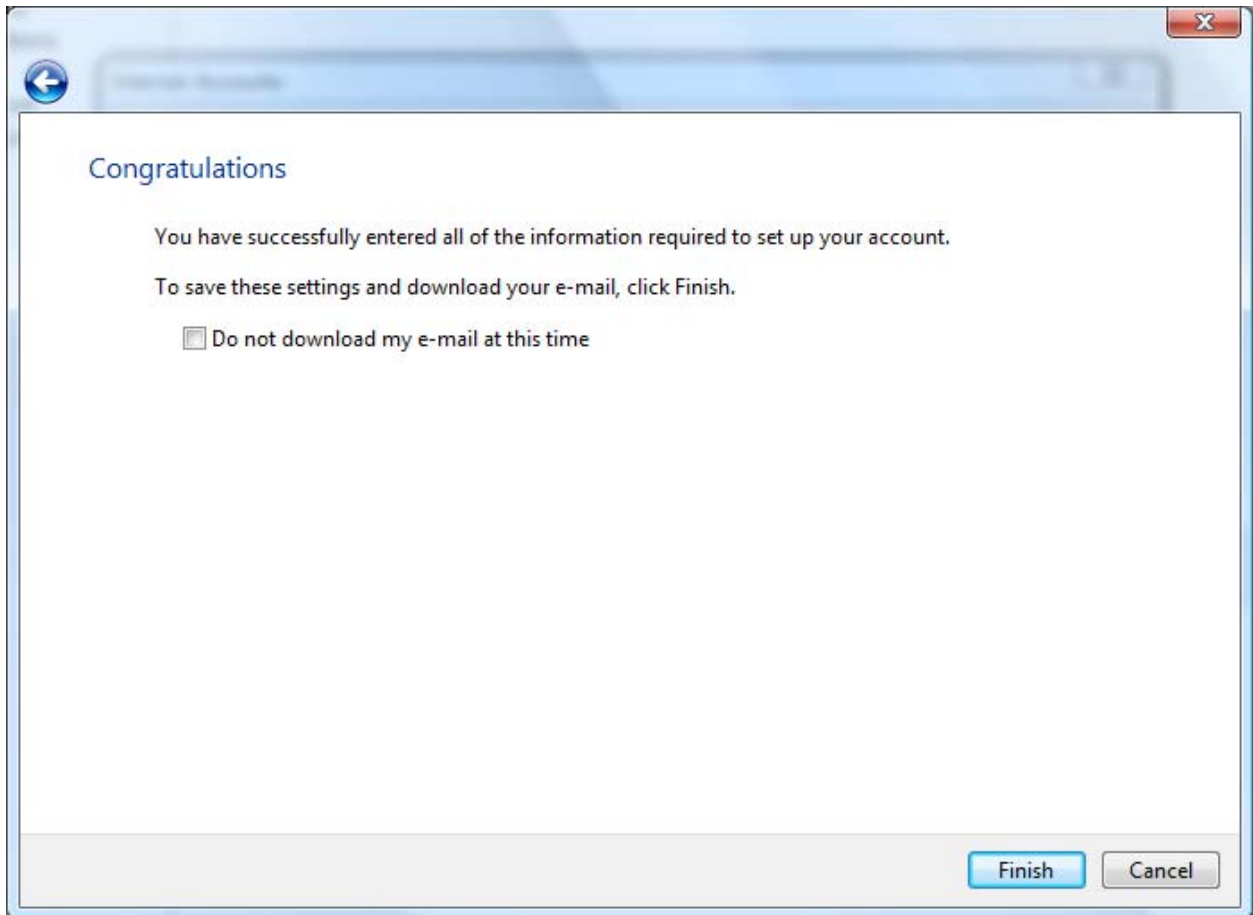 Congratulations
You have successfully entered all of the information required to set up your account.
To save these settings and download your e-mail, click Finish.
Do not download my e-mail at this time
Finish
Cancel